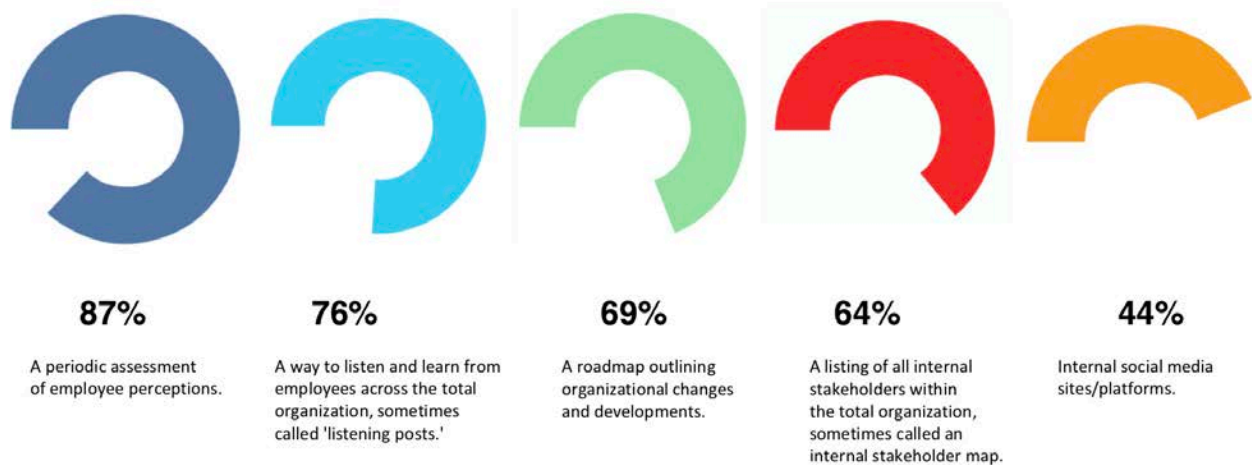 87%
76%
69%
64%
44%
A periodic assessment
of employee perceptions.
A way to listen and learn from
employees across the total
organization, sometimes
called 'listening posts.'
A roadmap outlining
organizational changes
and developments.
A listing of all internal
stakeholders within
the total organization,
sometimes called an
internal stakeholder map.
Internal social media
sites/platforms.